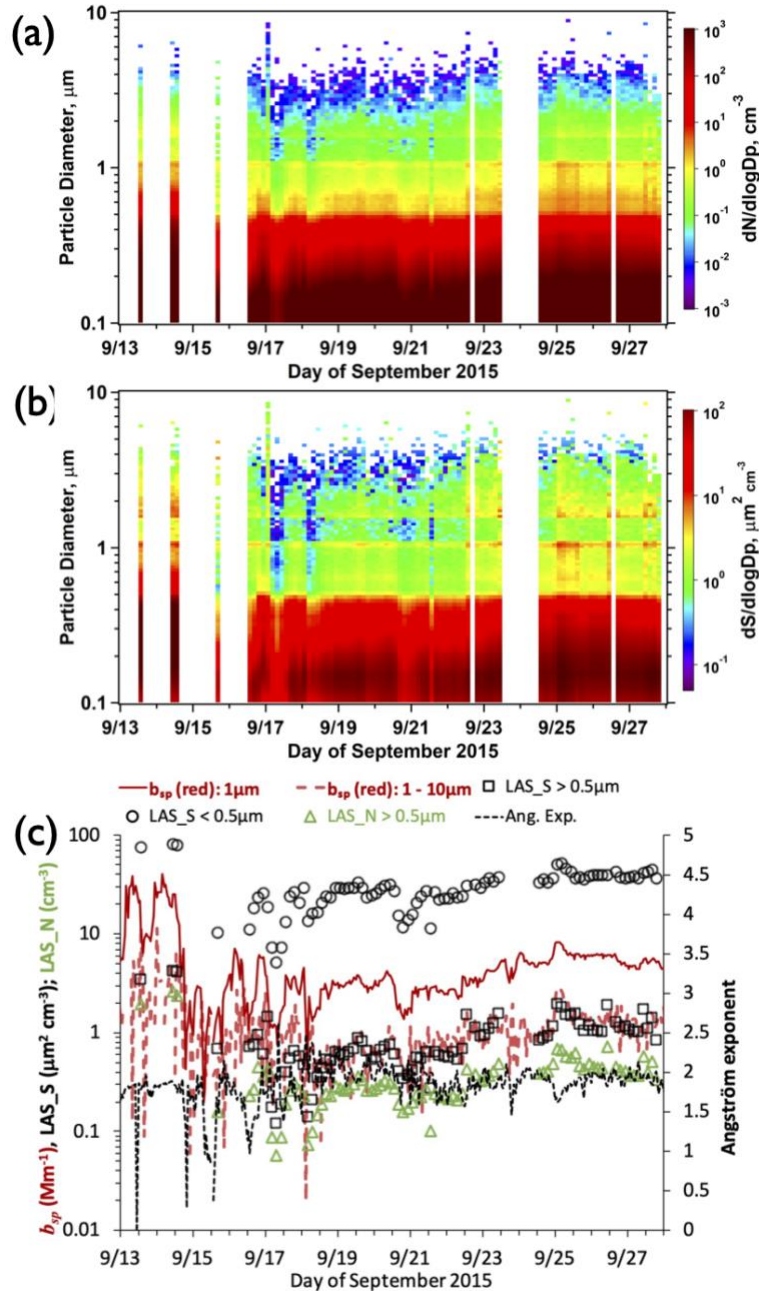 (a)
10
1
0.1
Particle Diameter, μm
9/13 9/15 9/17 9/19 9/21 9/23 9/25 9/27
Day of September 2015
10³
10²
10¹
10⁰
10⁻¹
10⁻²
10⁻³
dN/dlogDp, cm⁻³
(b)
10
1
0.1
Particle Diameter, μm
9/13 9/15 9/17 9/19 9/21 9/23 9/25 9/27
Day of September 2015
10²
10¹
10⁰
10⁻¹
dS/dlogDp, μm² cm⁻³
b_sp (red): 1μm b_sp (red): 1 - 10μm LAS_S > 0.5μm
LAS_S < 0.5μm LAS_N > 0.5μm Ang. Exp.
(c)
100
10
1
0.1
0.01
b_sp (Mm⁻¹), LAS_S (μm² cm⁻³); LAS_N (cm⁻³)
5
4.5
4
3.5
3
2.5
2
1.5
1
0.5
0
Angström exponent
9/13 9/15 9/17 9/19 9/21 9/23 9/25 9/27
Day of September 2015